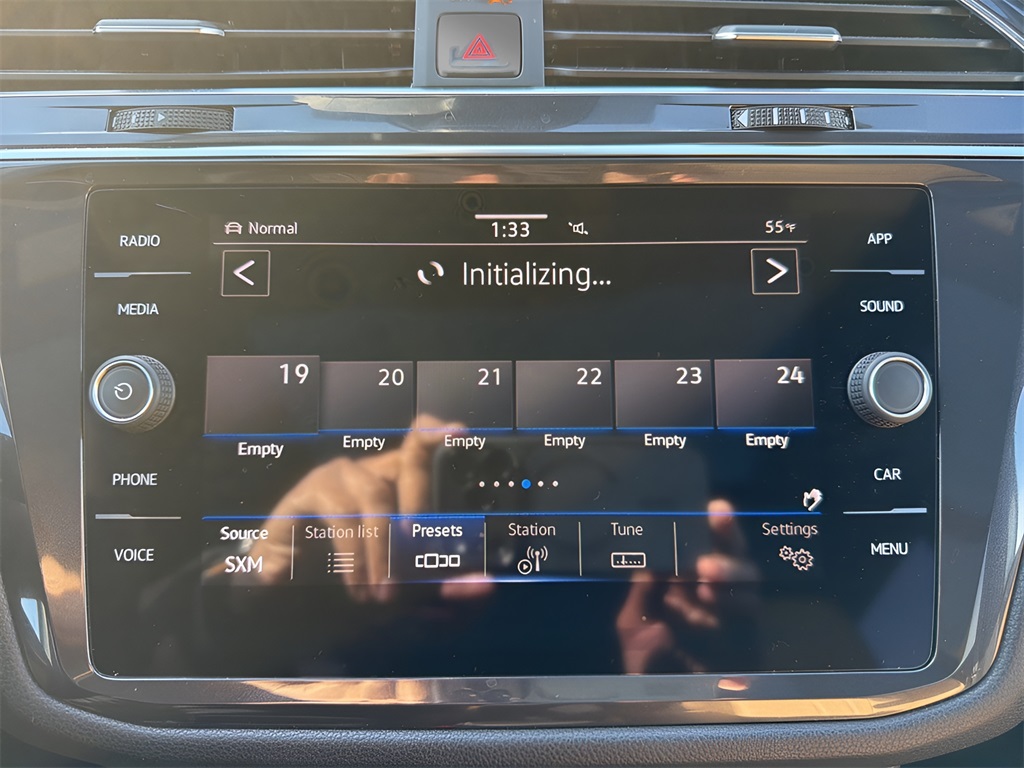 RADIO
MEDIA
PHONE
VOICE
Normal
1:33
55°F
Initializing...
19
20
21
22
23
24
Empty
Empty
Empty
Empty
Empty
Empty
Source
SXM
Station list
Presets
Station
Tune
Settings
APP
SOUND
CAR
MENU